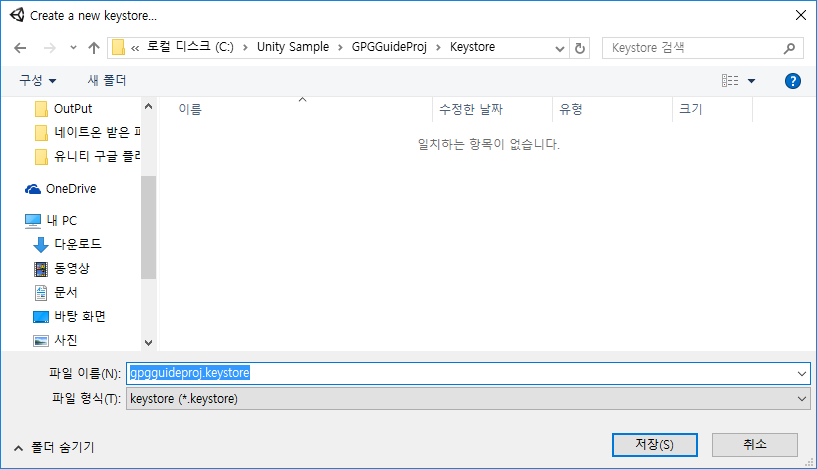 Create a new keystore...
« 로컬 디스크 (C:) > Unity Sample > GPGGuideProj > Keystore
Keystore 검색
구성
새 폴더
이름 수정한 날짜 유형 크기
일치하는 항목이 없습니다.
OutPut
네이트온 받은 파
유니티 구글 플레
OneDrive
내 PC
다운로드
동영상
문서
바탕 화면
사진
파일 이름(N): gpgguideproj.keystore
파일 형식(T): keystore (*.keystore)
폴더 숨기기
저장(S) 취소